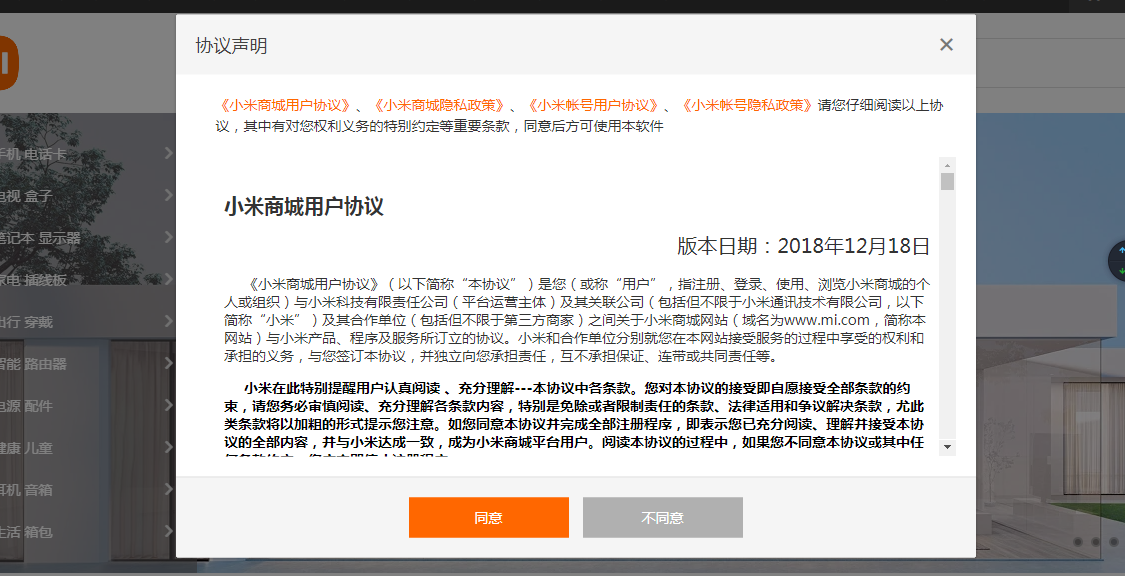 协议声明
《小米商城用户协议》、《小米商城隐私政策》、《小米帐号用户协议》、《小米帐号隐私政策》请您仔细阅读以上协
议，其中有对您权利义务的特别约定等重要条款，同意后方可使用本软件
小米商城用户协议
版本日期：2018年12月18日
《小米商城用户协议》（以下简称“本协议”）是您（或称“用户”，指注册、登录、使用、浏览小米商城的个
人或组织）与小米科技有限责任公司（平台运营主体）及其关联公司（包括但不限于小米通讯技术有限公司，以下
简称“小米”）及其合作单位（包括但不限于第三方商家）之间关于小米商城网站（域名为www.mi.com，简称本
网站）与小米产品、程序及服务所订立的协议。小米和合作单位分别就您在本网站接受服务的过程中享受的权利和
承担的义务，与您签订本协议，并独立向您承担责任，互不承担保证、连带或共同责任等。
小米在此特别提醒用户认真阅读 、充分理解---本协议中各条款。您对本协议的接受即自愿接受全部条款的约
束，请您务必审慎阅读、充分理解各条款内容，特别是免除或者限制责任的条款、法律适用和争议解决条款，尤此
类条款将以加粗的形式提示您注意。如您同意本协议并完成全部注册程序，即表示您已充分阅读、理解并接受本协
议的全部内容，并与小米达成一致，成为小米商城平台用户。阅读本协议的过程中，如果您不同意本协议或其中任
同意
不同意
手机 电话卡
电视 盒子
笔记本 显示器
家电 插线板
出行 穿戴
智能 路由器
电源 配件
健康 儿童
耳机 音箱
生活 箱包